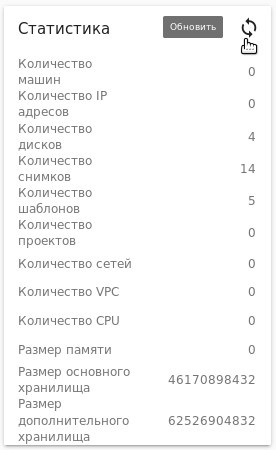 Статистика
Обновить
Количество
машин
0
Количество IP
адресов
0
Количество
дисков
4
Количество
снимков
14
Количество
шаблонов
5
Количество
проектов
0
Количество сетей
0
Количество VPC
0
Количество CPU
0
Размер памяти
0
Размер основного
хранилища
46170898432
Размер
дополнительного
хранилища
62526904832